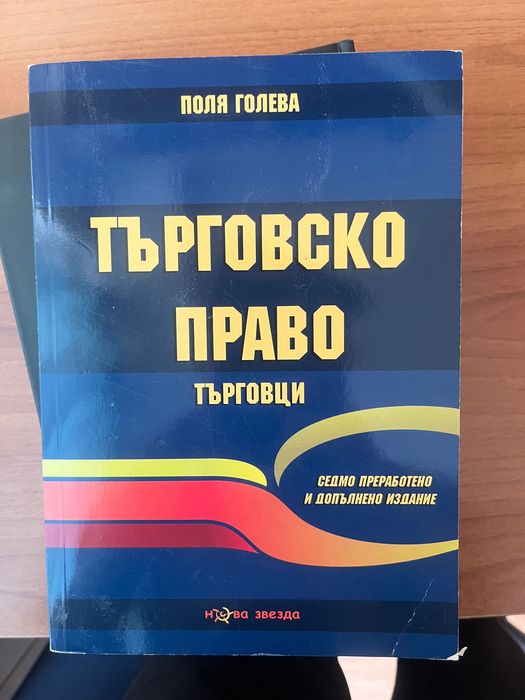 ПОЛЯ ГОЛЕВА
ТЪРГОВСКО
ПРАВО
ТЪРГОВЦИ
СЕДМО ПРЕРАБОТЕНО
И ДОПЪЛНЕНО ИЗДАНИЕ
нова звезда